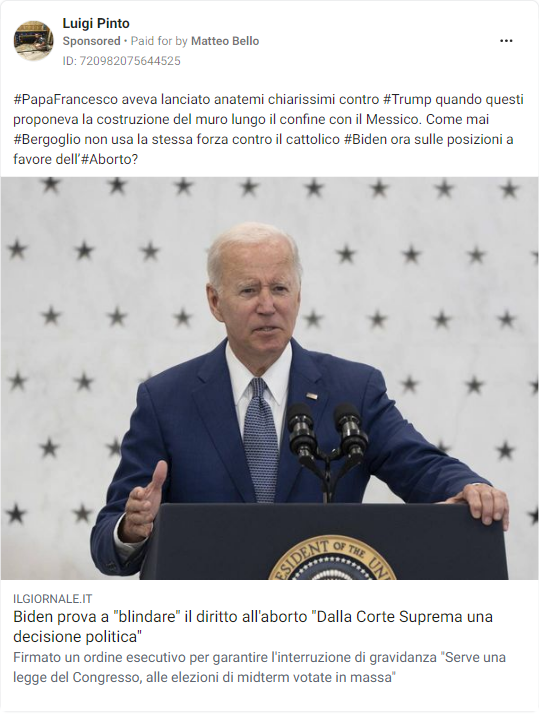 Luigi Pinto
Sponsored • Paid for by Matteo Bello
ID: 720982075644525
#PapaFrancesco aveva lanciato anatemi chiarissimi contro #Trump quando questi
proponeva la costruzione del muro lungo il confine con il Messico. Come mai
#Bergoglio non usa la stessa forza contro il cattolico #Biden ora sulle posizioni a
favore dell'#Aborto?
SIDENT OF THE UN
ILGIORNALE.IT
Biden prova a "blindare" il diritto all'aborto "Dalla Corte Suprema una
decisione politica"
Firmato un ordine esecutivo per garantire l'interruzione di gravidanza "Serve una
legge del Congresso, alle elezioni di midterm votate in massa"